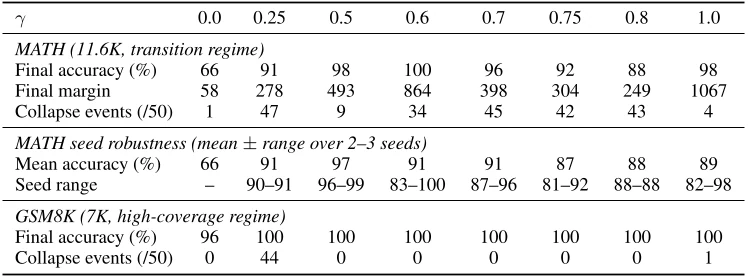 γ 0.0 0.25 0.5 0.6 0.7 0.75 0.8 1.0
MATH (11.6K, transition regime)
Final accuracy (%) 66 91 98 100 96 92 88 98
Final margin 58 278 493 864 398 304 249 1067
Collapse events (/50) 1 47 9 34 45 42 43 4
MATH seed robustness (mean ± range over 2–3 seeds)
Mean accuracy (%) 66 91 97 91 91 87 88 89
Seed range – 90–91 96–99 83–100 87–96 81–92 88–88 82–98
GSM8K (7K, high-coverage regime)
Final accuracy (%) 96 100 100 100 100 100 100 100
Collapse events (/50) 0 44 0 0 0 0 0 1